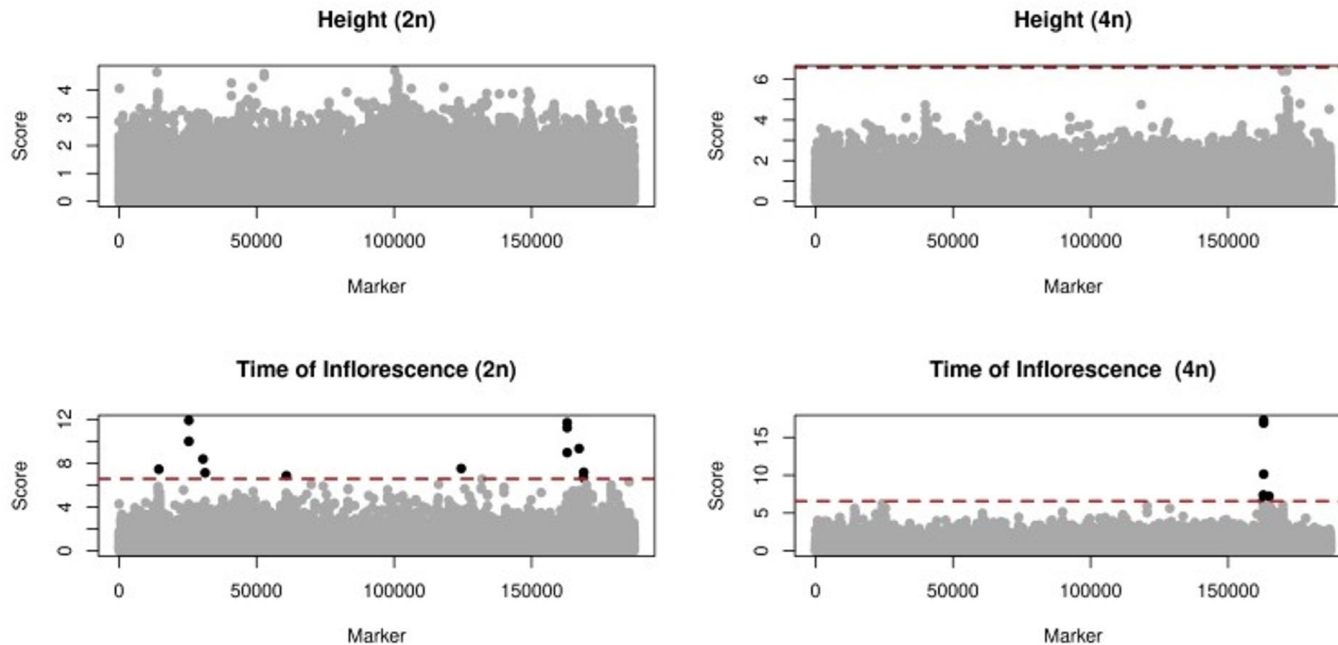 Height (2n)
Score
4
3
2
1
0
0 50000 100000 150000
Marker
Height (4n)
Score
6
4
2
0
0 50000 100000 150000
Marker
Time of Inflorescence (2n)
Score
12
8
4
0
0 50000 100000 150000
Marker
Time of Inflorescence (4n)
Score
15
10
5
0
0 50000 100000 150000
Marker